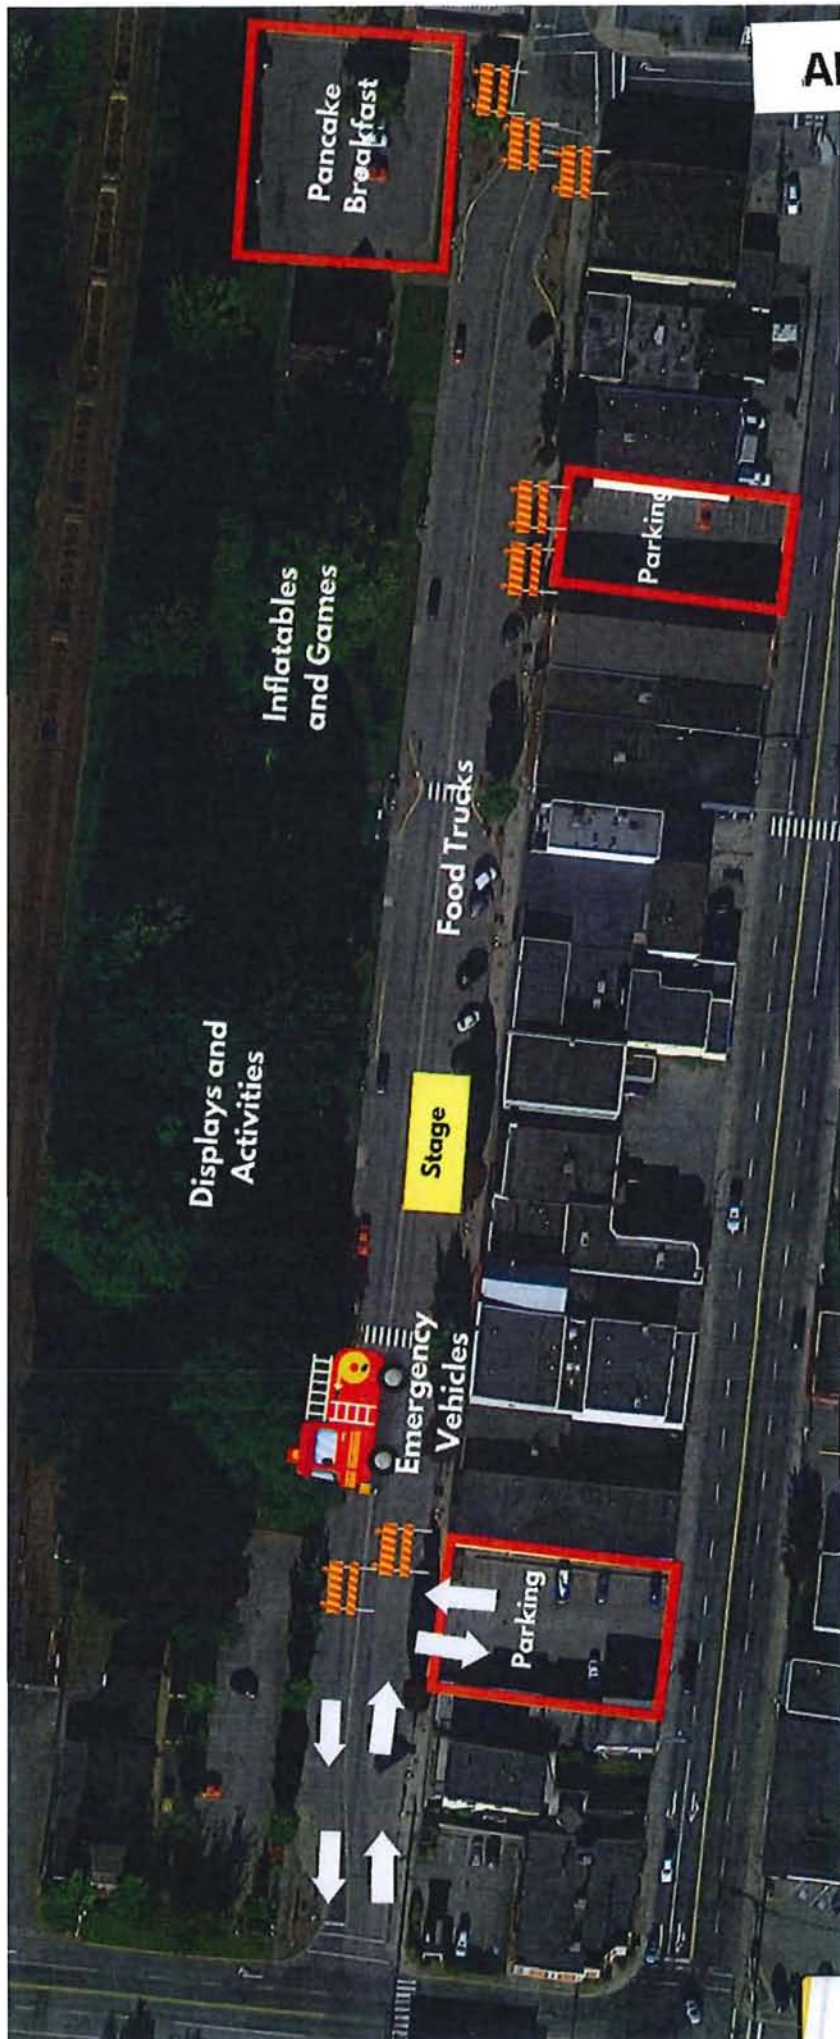 Pancake
Breakfast
Parking
Inflatables
and Games
Food Trucks
Displays and
Activities
Stage
Emergency
Vehicles
Parking